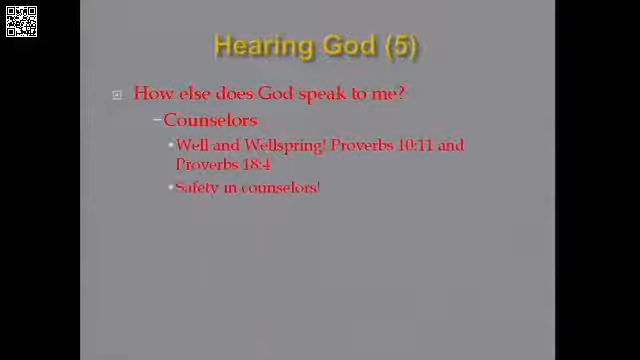 Hearing God (5)
How else does God speak to me?
–Counselors
•Well and Wellspring! Proverbs 10:11 and
Proverbs 18:4
•Safety in counselors!